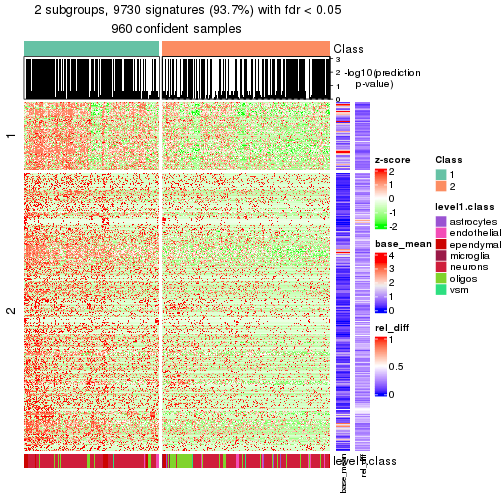 2 subgroups, 9730 signatures (93.7%) with fdr < 0.05
960 confident samples
Class
3
2
1
0
-log10(prediction
p-value)
1
2
z-score
2
1
0
-1
-2
base_mean
4
3
2
1
0
rel_diff
1
0.5
0
Class
1
2
level1.class
astrocytes
endothelial
ependymal
microglia
neurons
oligos
vsm
level1.class